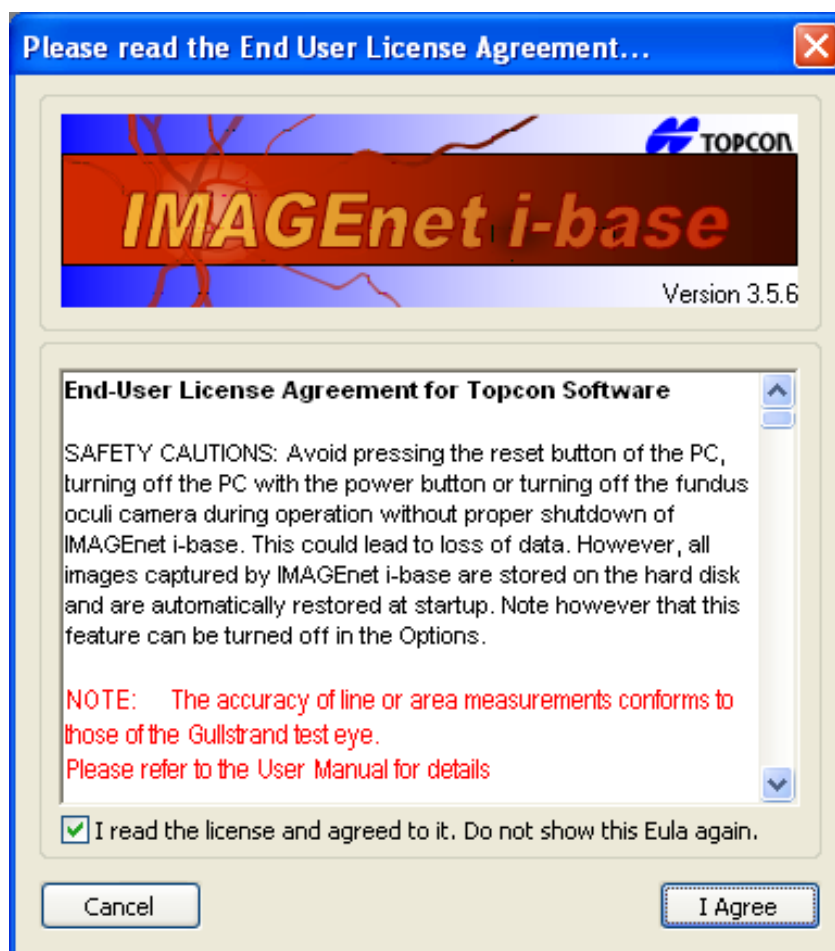 Please read the End User License Agreement...
TOPCON
IMAGEnet i-base
Version 3.5.6
End-User License Agreement for Topcon Software
SAFETY CAUTIONS: Avoid pressing the reset button of the PC,
turning off the PC with the power button or turning off the fundus
oculi camera during operation without proper shutdown of
IMAGEnet i-base. This could lead to loss of data. However, all
images captured by IMAGEnet i-base are stored on the hard disk
and are automatically restored at startup. Note however that this
feature can be turned off in the Options.
NOTE: The accuracy of line or area measurements conforms to
those of the Gullstrand test eye.
Please refer to the User Manual for details
I read the license and agreed to it. Do not show this Eula again.
Cancel
I Agree